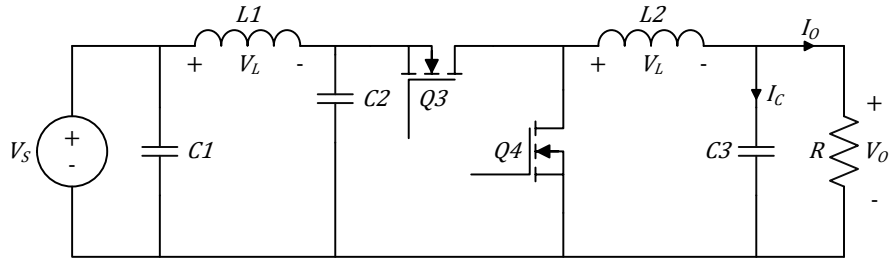 L1
L2
I_O
+ V_L -
+ V_L -
C2
Q3
I_C
+
V_S
+
-
C1
Q4
C3
R
V_O
-